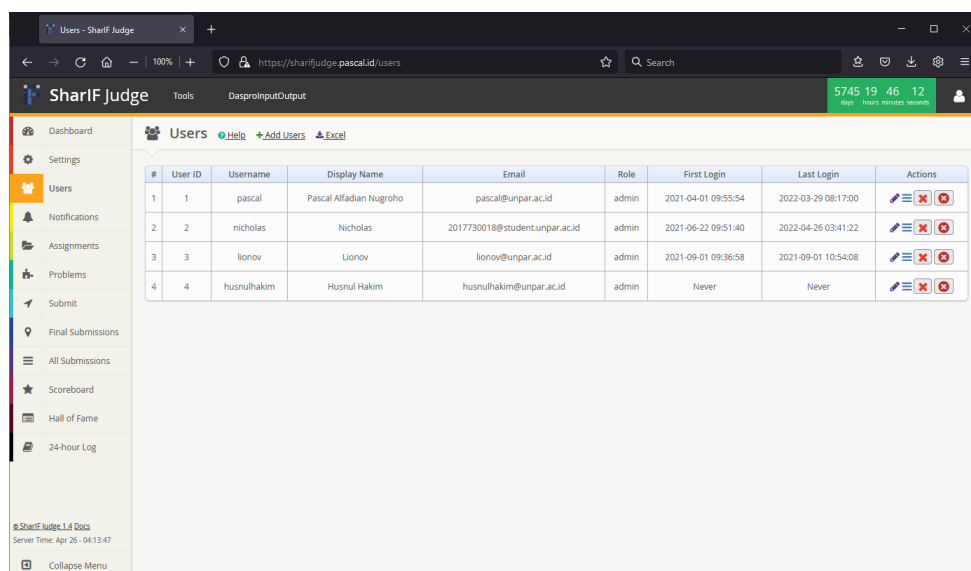 Users - SharIF Judge
100%
https://sharifjudge.pascal.id/users
Search
SharIF Judge
Tools
DasproInputOutput
5745 19 46 12
days hours minutes seconds
Dashboard
Settings
Users
Notifications
Assignments
Problems
Submit
Final Submissions
All Submissions
Scoreboard
Hall of Fame
24-hour Log
© SharIF Judge 1.4 Docs
Server Time: Apr 26 - 04:13:47
Collapse Menu
Users Help Add Users Excel
# User ID Username Display Name Email Role First Login Last Login Actions
1 1 pascal Pascal Alfadian Nugroho pascal@unpar.ac.id admin 2021-04-01 09:55:54 2022-03-29 08:17:00
2 2 nicholas Nicholas 2017730018@student.unpar.ac.id admin 2021-06-22 09:51:40 2022-04-26 03:41:22
3 3 lionov Lionov lionov@unpar.ac.id admin 2021-09-01 09:36:58 2021-09-01 10:54:08
4 4 husnulhakim Husnul Hakim husnulhakim@unpar.ac.id admin Never Never